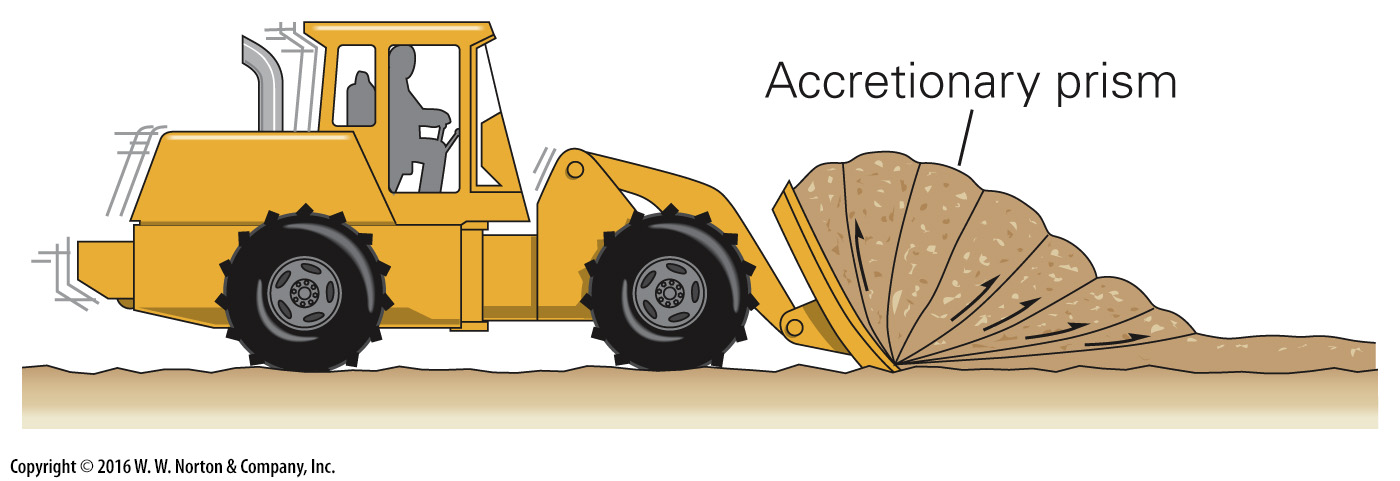 Accretionary prism
Copyright © 2016 W. W. Norton & Company, Inc.